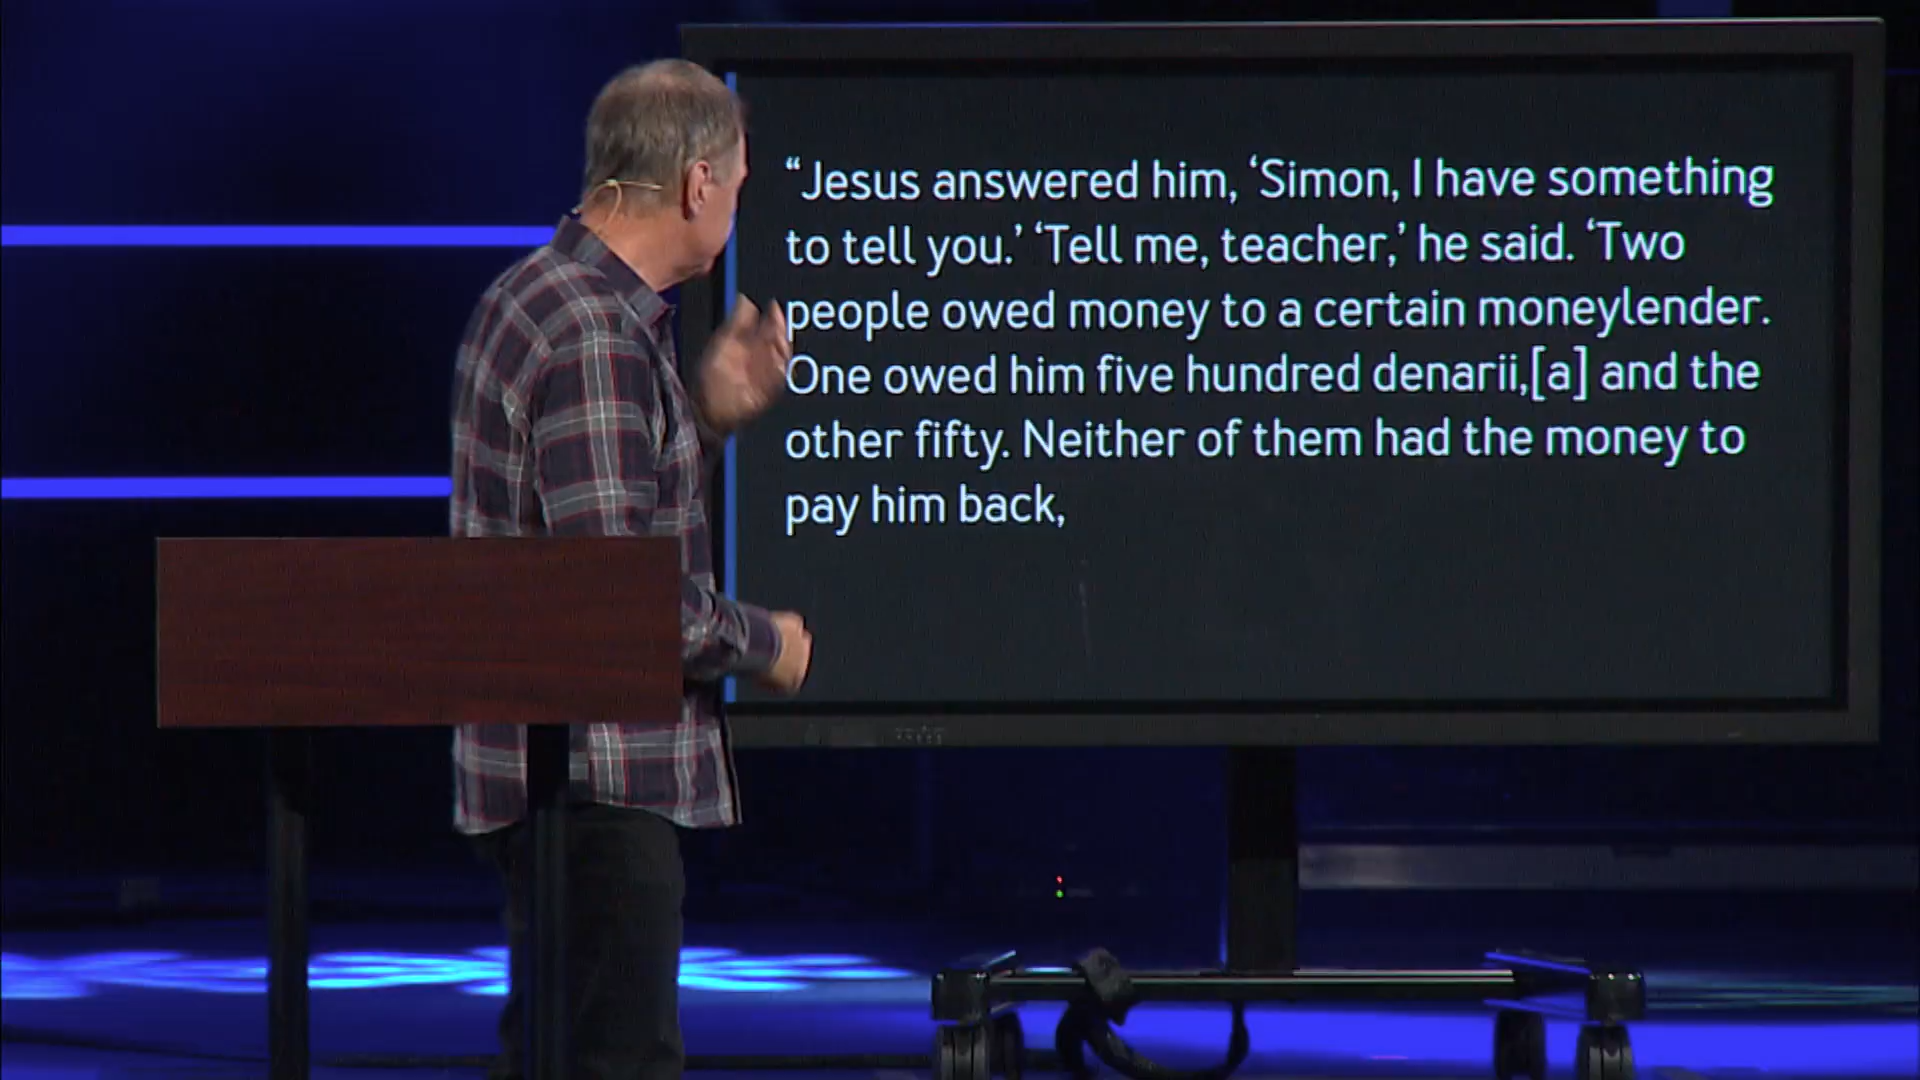 “Jesus answered him, ‘Simon, I have something
to tell you.’ ‘Tell me, teacher,’ he said. ‘Two
people owed money to a certain moneylender.
One owed him five hundred denarii,[a] and the
other fifty. Neither of them had the money to
pay him back,